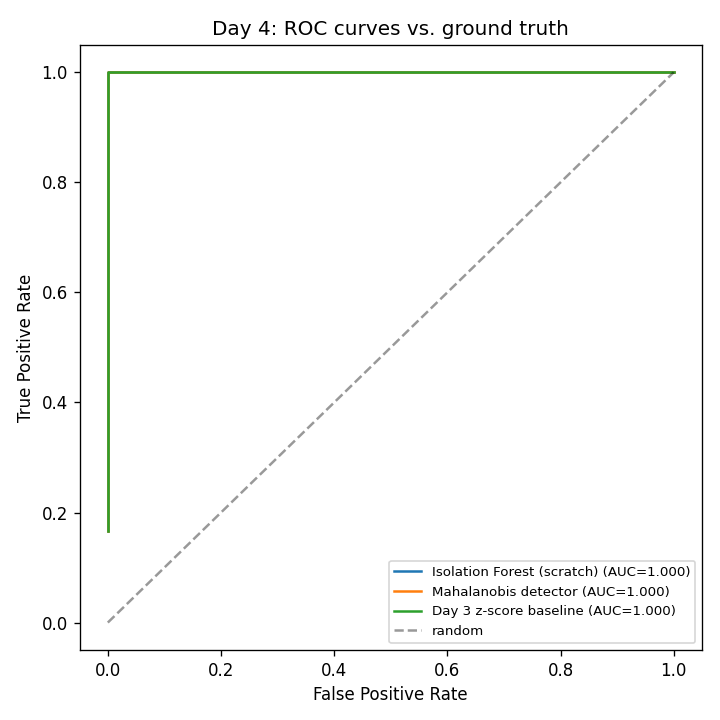 Day 4: ROC curves vs. ground truth
1.0
0.8
0.6
0.4
0.2
0.0
True Positive Rate
Isolation Forest (scratch) (AUC=1.000)
Mahalanobis detector (AUC=1.000)
Day 3 z-score baseline (AUC=1.000)
random
0.0 0.2 0.4 0.6 0.8 1.0
False Positive Rate